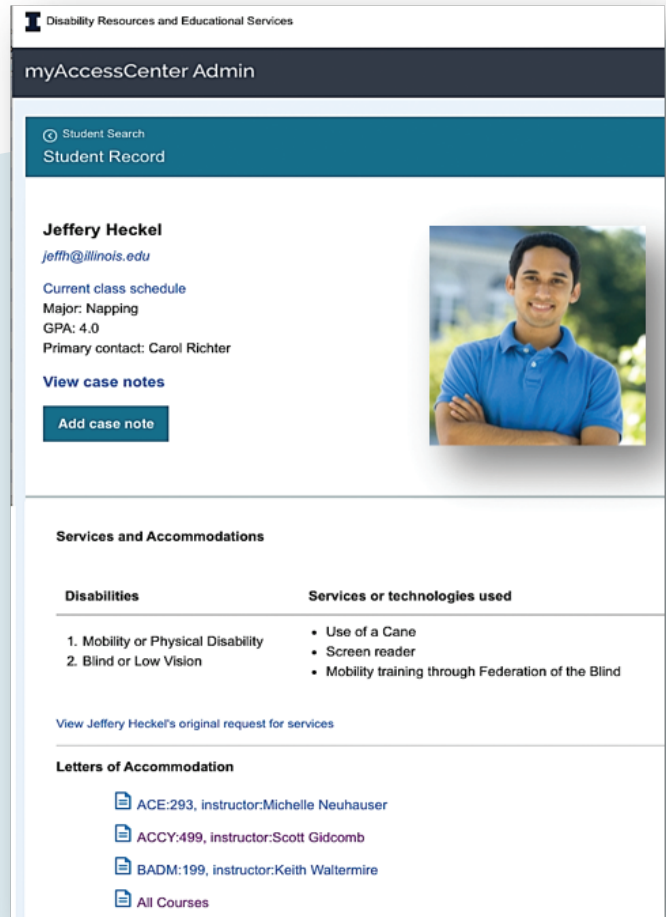 Disability Resources and Educational Services
myAccessCenter Admin
Student Search
Student Record
Jeffery Heckel
jeffh@illinois.edu
Current class schedule
Major: Napping
GPA: 4.0
Primary contact: Carol Richter
View case notes
Add case note
Services and Accommodations
Disabilities Services or technologies used
1. Mobility or Physical Disability
2. Blind or Low Vision
• Use of a Cane
• Screen reader
• Mobility training through Federation of the Blind
View Jeffery Heckel's original request for services
Letters of Accommodation
ACE:293, instructor:Michelle Neuhauser
ACCY:499, instructor:Scott Gidcomb
BADM:199, instructor:Keith Waltermire
All Courses